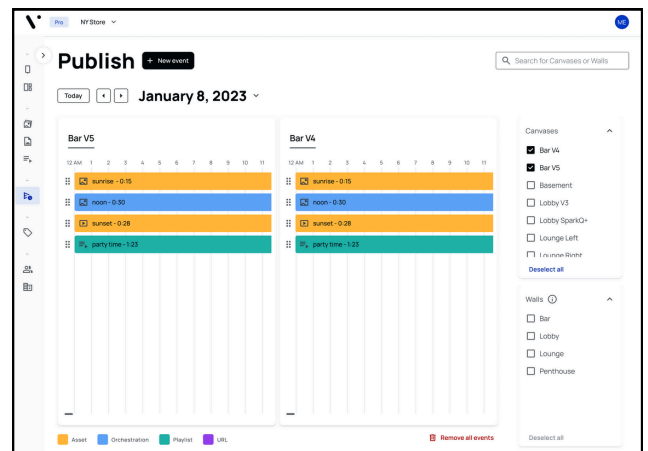 Pro NY Store
ME
Publish
+ New event
Search for Canvases or Walls
Today
January 8, 2023
Bar V5
12 AM 1 2 3 4 5 6 7 8 9 10 11
sunrise - 0:15
noon - 0:30
sunset - 0:28
party time - 1:23
Bar V4
12 AM 1 2 3 4 5 6 7 8 9 10 11
sunrise - 0:15
noon - 0:30
sunset - 0:28
party time - 1:23
Canvases
Bar V4
Bar V5
Basement
Lobby V3
Lobby SparkQ+
Lounge Left
Lounge Right
Deselect all
Walls
Bar
Lobby
Lounge
Penthouse
Deselect all
Asset Orchestration Playlist URL
Remove all events